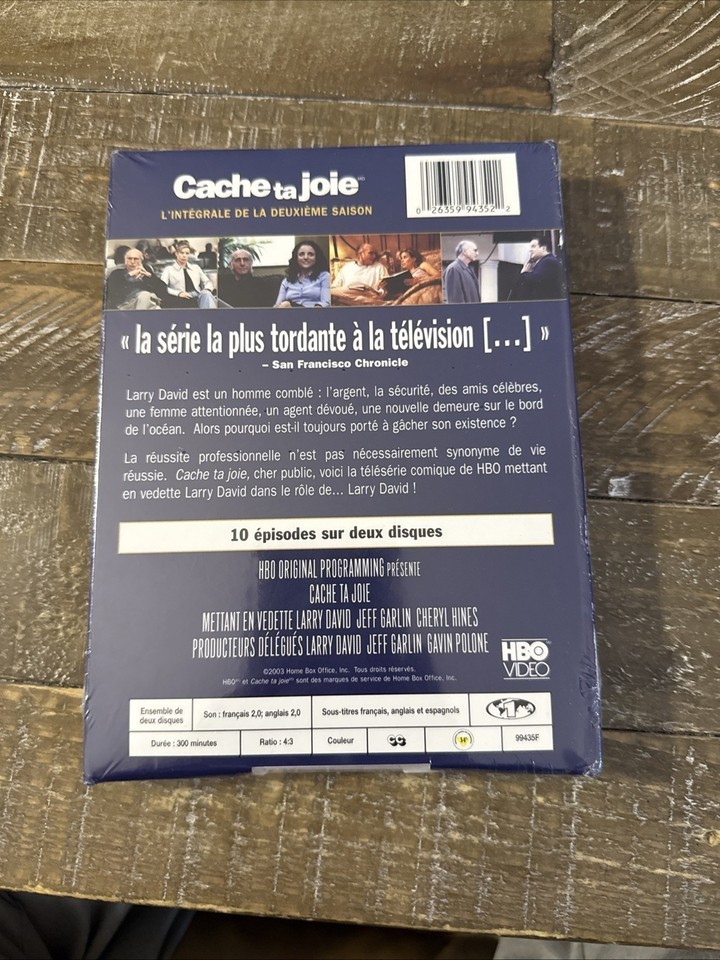 Cache ta joie
L'INTÉGRALE DE LA DEUXIÈME SAISON
0 26359 94352 2
« la série la plus tordante à la télévision [...] »
– San Francisco Chronicle
Larry David est un homme comblé : l'argent, la sécurité, des amis célèbres,
une femme attentionnée, un agent dévoué, une nouvelle demeure sur le bord
de l'océan. Alors pourquoi est-il toujours porté à gâcher son existence ?
La réussite professionnelle n'est pas nécessairement synonyme de vie
réussie. Cache ta joie, cher public, voici la télésérie comique de HBO mettant
en vedette Larry David dans le rôle de... Larry David !
10 épisodes sur deux disques
HBO ORIGINAL PROGRAMMING PRÉSENTE
CACHE TA JOIE
METTANT EN VEDETTE LARRY DAVID JEFF GARLIN CHERYL HINES
PRODUCTEURS DÉLÉGUÉS LARRY DAVID JEFF GARLIN GAVIN POLONE
HBO
VIDEO
©2003 Home Box Office, Inc. Tous droits réservés.
HBO et Cache ta joie sont des marques de service de Home Box Office, Inc.
Ensemble de
deux disques
Son : français 2,0; anglais 2,0
Sous-titres français, anglais et espagnols
1
Durée : 300 minutes
Ratio : 4:3
Couleur
CC
14+
99435F